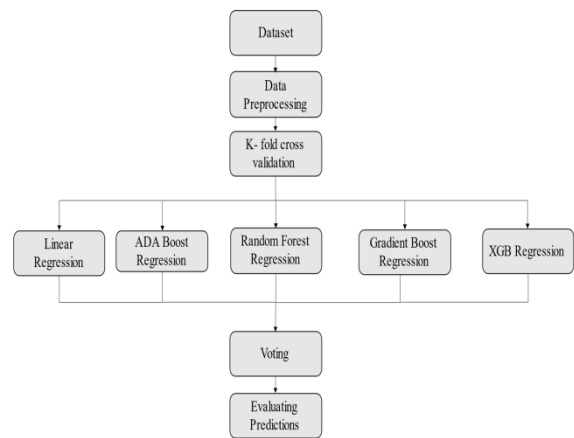 Dataset
Data
Preprocessing
K- fold cross
validation
Linear
Regression
ADA Boost
Regression
Random Forest
Regression
Gradient Boost
Regression
XGB Regression
Voting
Evaluating
Predictions